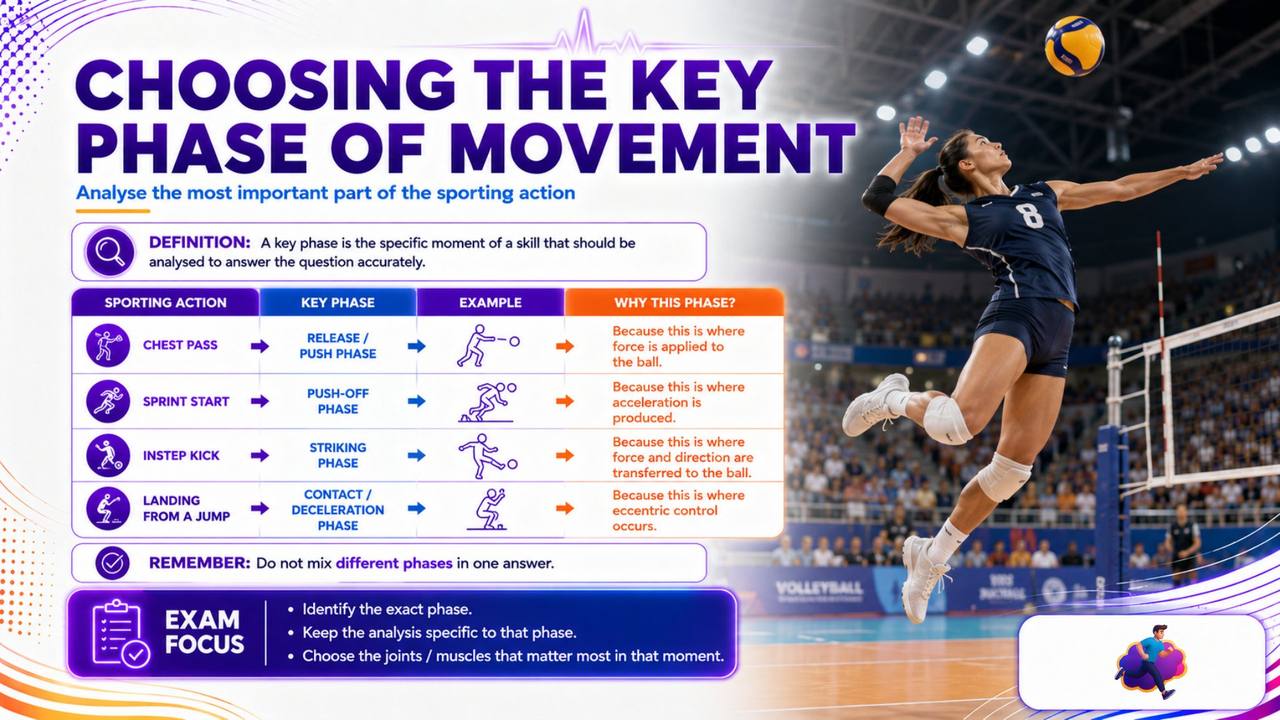 CHOOSING THE KEY
PHASE OF MOVEMENT
Analyse the most important part of the sporting action
DEFINITION: A key phase is the specific moment of a skill that should be
analysed to answer the question accurately.
SPORTING ACTION
KEY PHASE
EXAMPLE
WHY THIS PHASE?
CHEST PASS
RELEASE /
PUSH PHASE
Because this is where
force is applied to
the ball.
SPRINT START
PUSH-OFF
PHASE
Because this is where
acceleration is
produced.
INSTEP KICK
STRIKING
PHASE
Because this is where
force and direction are
transferred to the ball.
LANDING
FROM A JUMP
CONTACT /
DECELERATION
PHASE
Because this is where
eccentric control
occurs.
REMEMBER: Do not mix different phases in one answer.
EXAM
FOCUS
• Identify the exact phase.
• Keep the analysis specific to that phase.
• Choose the joints / muscles that matter most in that moment.
8
VOLLEYBALL